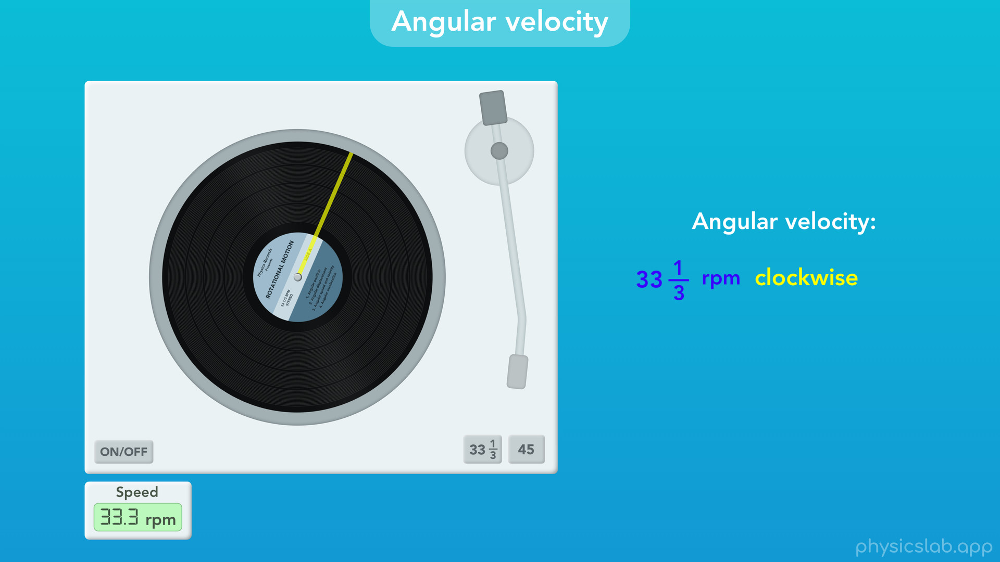 Angular velocity
Physics Records
Presents
ROTATIONAL MOTION
SIDE A
33 1/3 RPM
STEREO
1. Angular position
2. Angular displacement
3. Angular speed and velocity
4. Angular acceleration
Angular velocity:
33 1/3 rpm clockwise
ON/OFF
33 1/3
45
Speed
33.3 rpm
physicslab.app